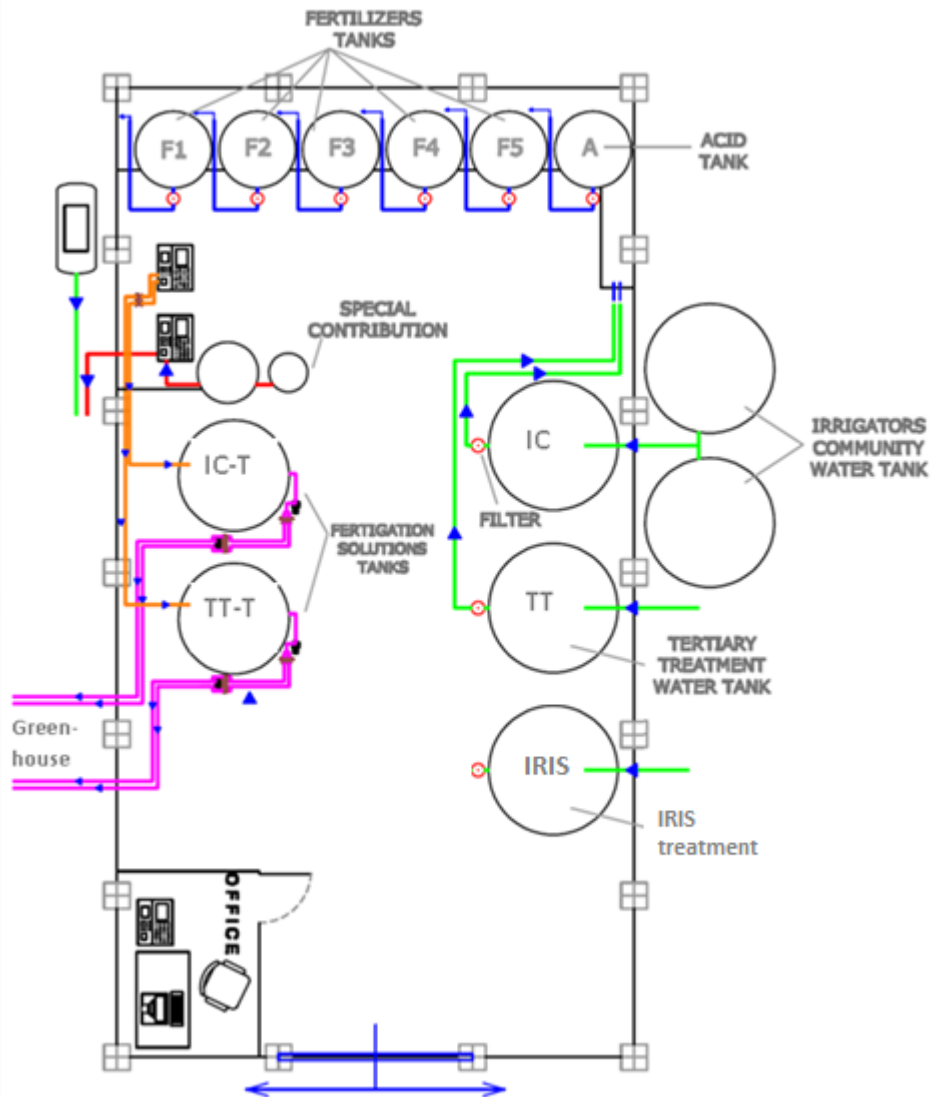 FERTILIZERS
TANKS
F1
F2
F3
F4
F5
A
ACID
TANK
SPECIAL
CONTRIBUTION
IC-T
IC
IRRIGATORS
COMMUNITY
WATER TANK
FILTER
FERTIGATION
SOLUTIONS
TANKS
TT-T
TT
TERTIARY
TREATMENT
WATER TANK
Green-
house
IRIS
IRIS
treatment
OFFICE